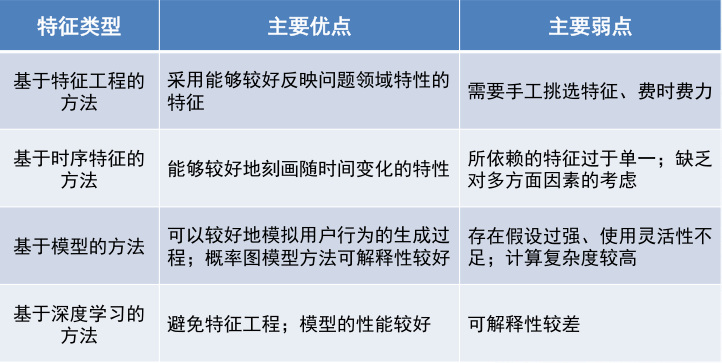 特征类型
主要优点
主要弱点
基于特征工程的
方法
采用能够较好反映问题领域特性的
特征
需要手工挑选特征、费时费力
基于时序特征的
方法
能够较好地刻画随时间变化的特性
所依赖的特征过于单一；缺乏
对多方面因素的考虑
基于模型的方法
可以较好地模拟用户行为的生成过
程；概率图模型方法可解释性较好
存在假设过强、使用灵活性不
足；计算复杂度较高
基于深度学习的
方法
避免特征工程；模型的性能较好
可解释性较差